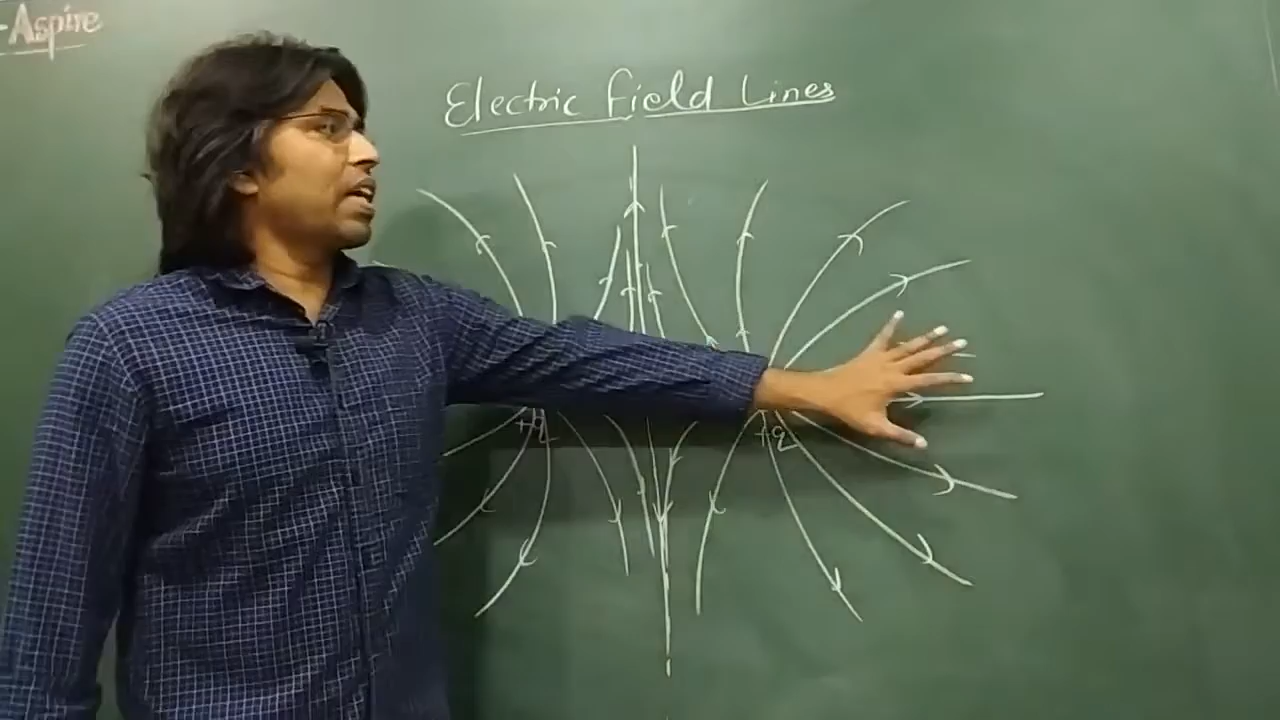 -Aspire
Electric field Lines
+q +q